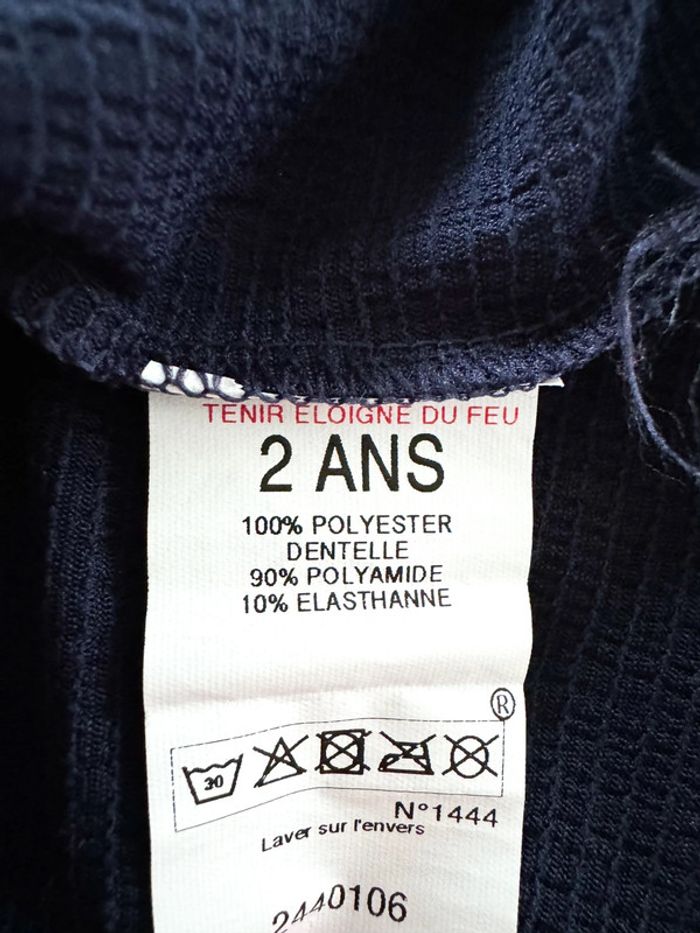 TENIR ELOIGNE DU FEU
2 ANS
100% POLYESTER
DENTELLE
90% POLYAMIDE
10% ELASTHANNE
®
30
N°1444
Laver sur l'envers
2440106